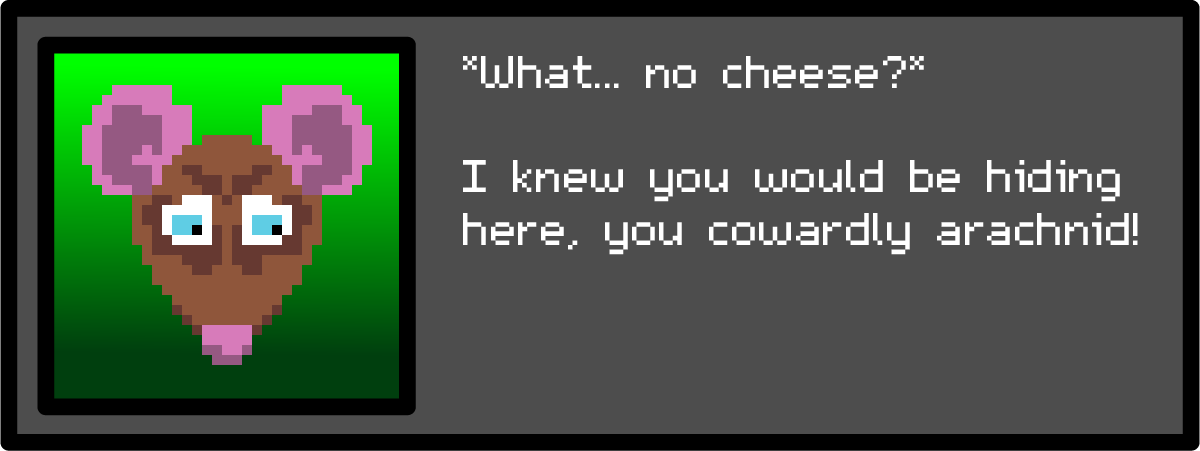 *What... no cheese?*
I knew you would be hiding
here, you cowardly arachnid!